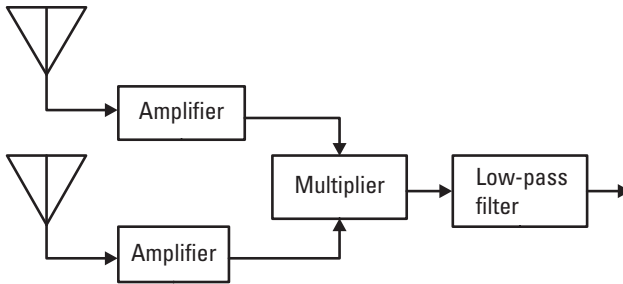 Amplifier
Multiplier
Low-pass
filter
Amplifier